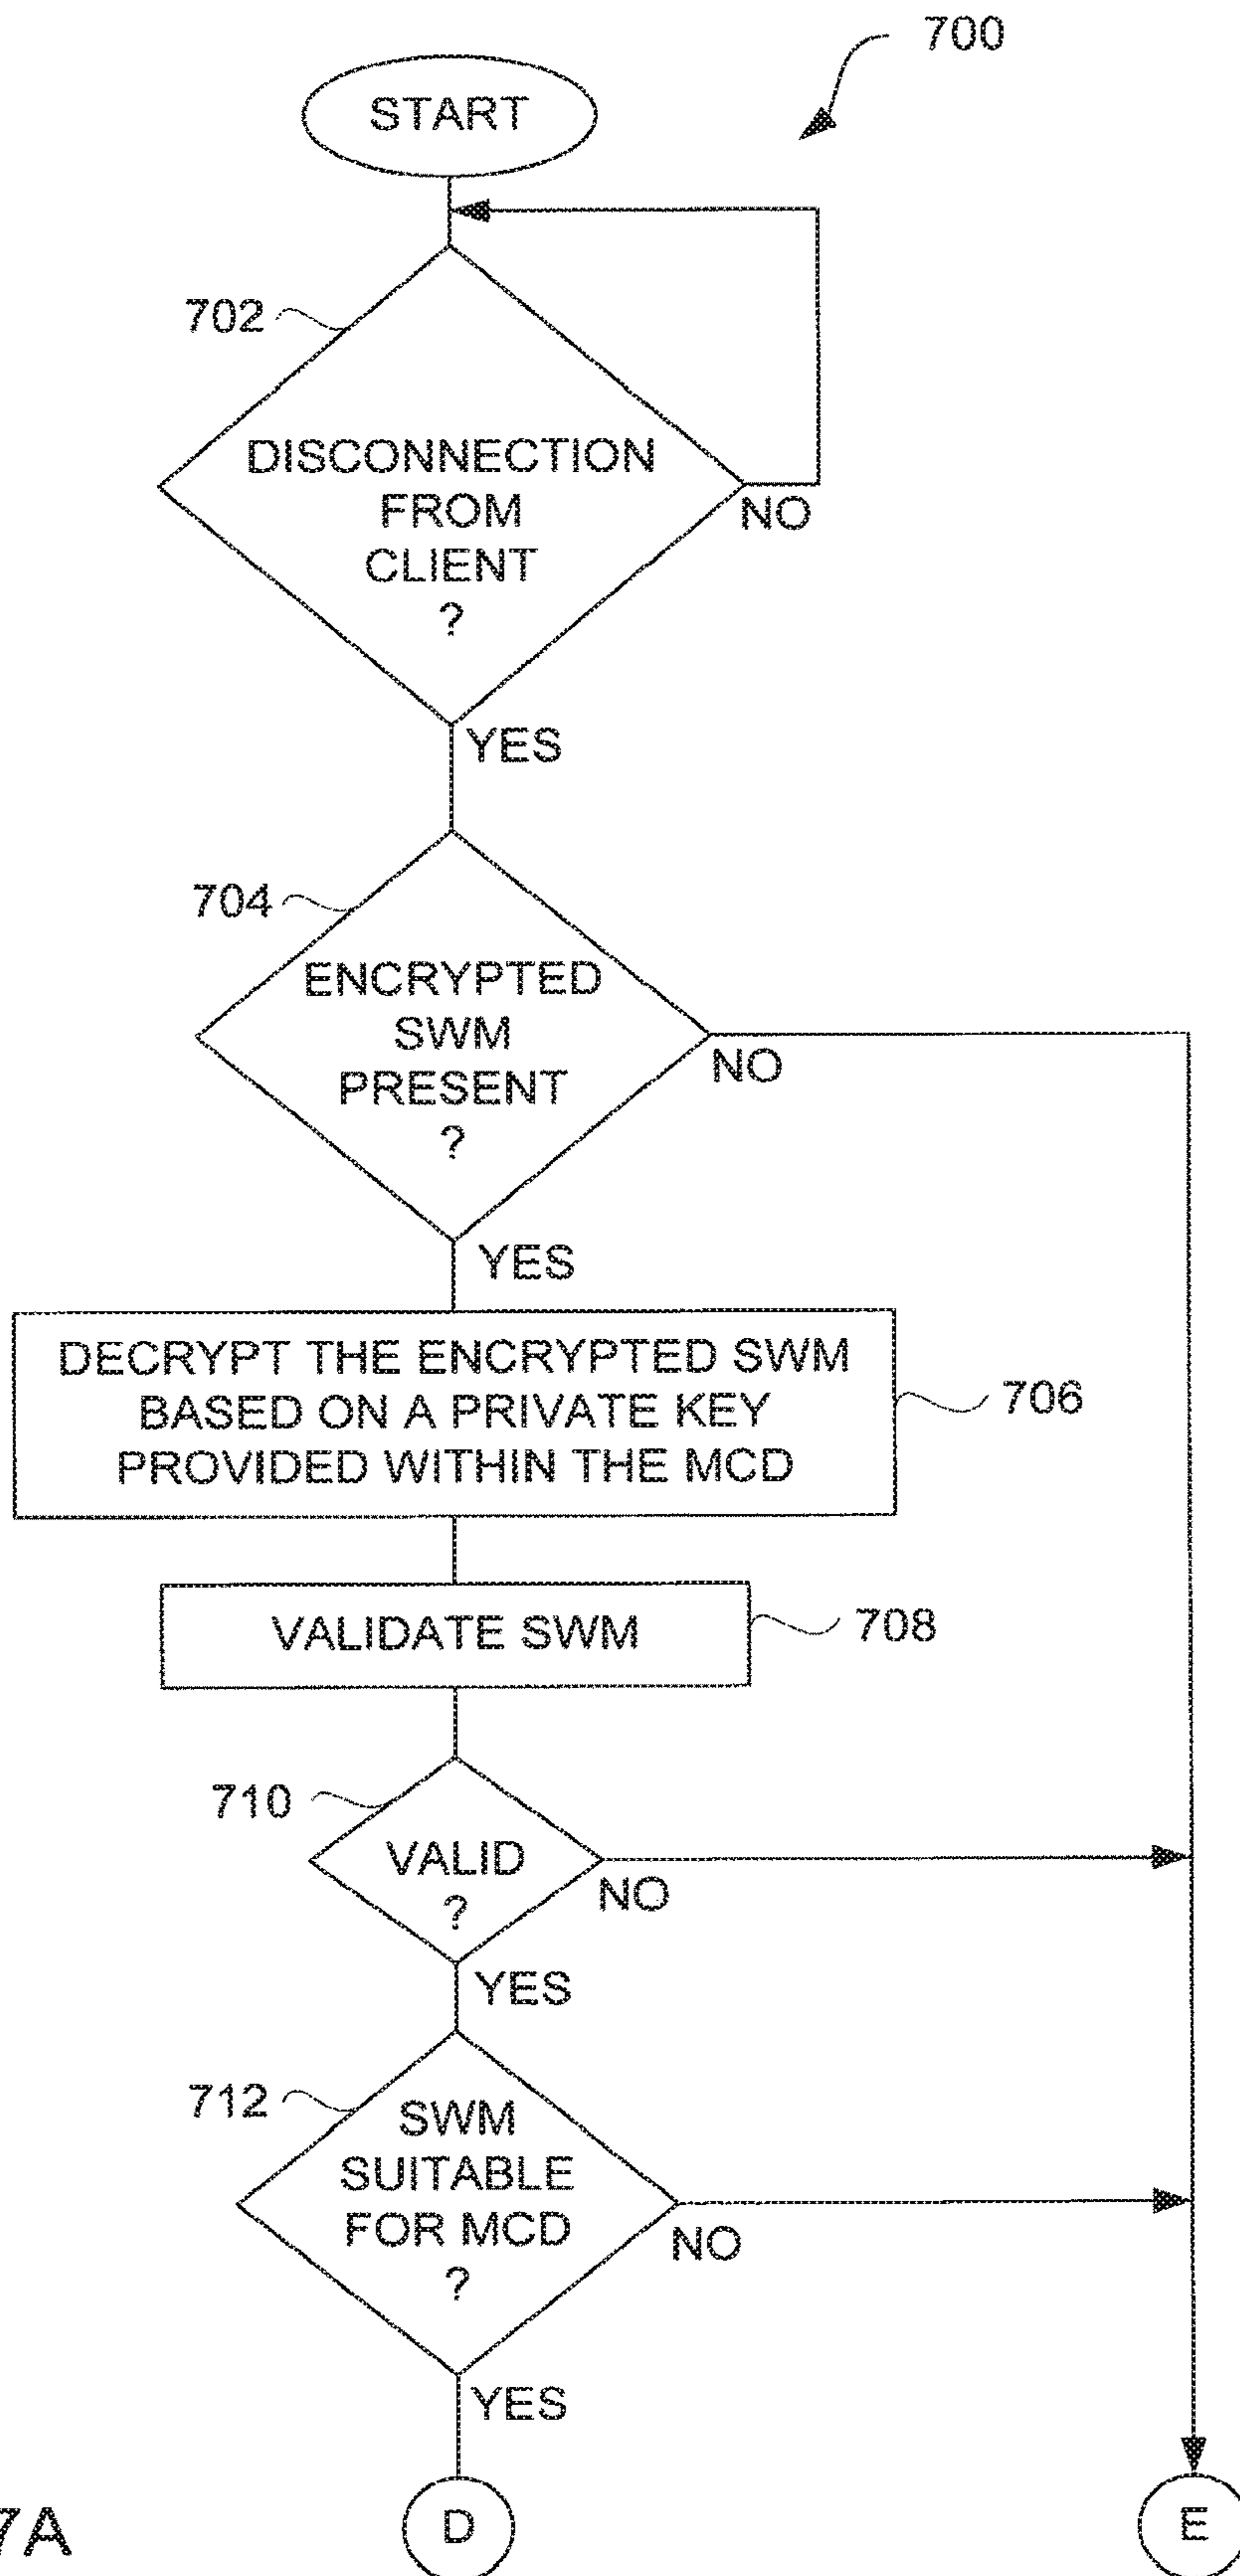 700
START
702
DISCONNECTION
FROM
CLIENT
?
NO
YES
704
ENCRYPTED
SWM
PRESENT
?
NO
YES
DECRYPT THE ENCRYPTED SWM
BASED ON A PRIVATE KEY
PROVIDED WITHIN THE MCD
706
VALIDATE SWM
708
710
VALID
?
NO
YES
712
SWM
SUITABLE
FOR MCD
?
NO
YES
7A
D
E